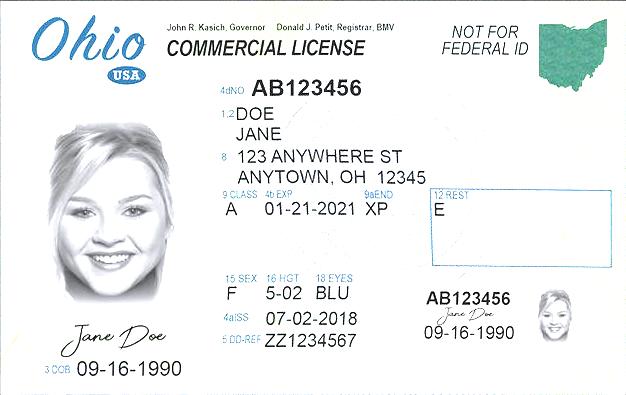 Ohio
USA
John R. Kasich, Governor Donald J. Petit, Registrar, BMV
COMMERCIAL LICENSE
NOT FOR
FEDERAL ID
4dNO AB123456
1,2 DOE
JANE
8 123 ANYWHERE ST
ANYTOWN, OH 12345
9 CLASS 4b EXP 9aEND
A 01-21-2021 XP
12 REST
E
15 SEX 16 HGT 18 EYES
F 5-02 BLU
4aISS 07-02-2018
5 DD-REF ZZ1234567
Jane Doe
3 DOB 09-16-1990
AB123456
Jane Doe
09-16-1990